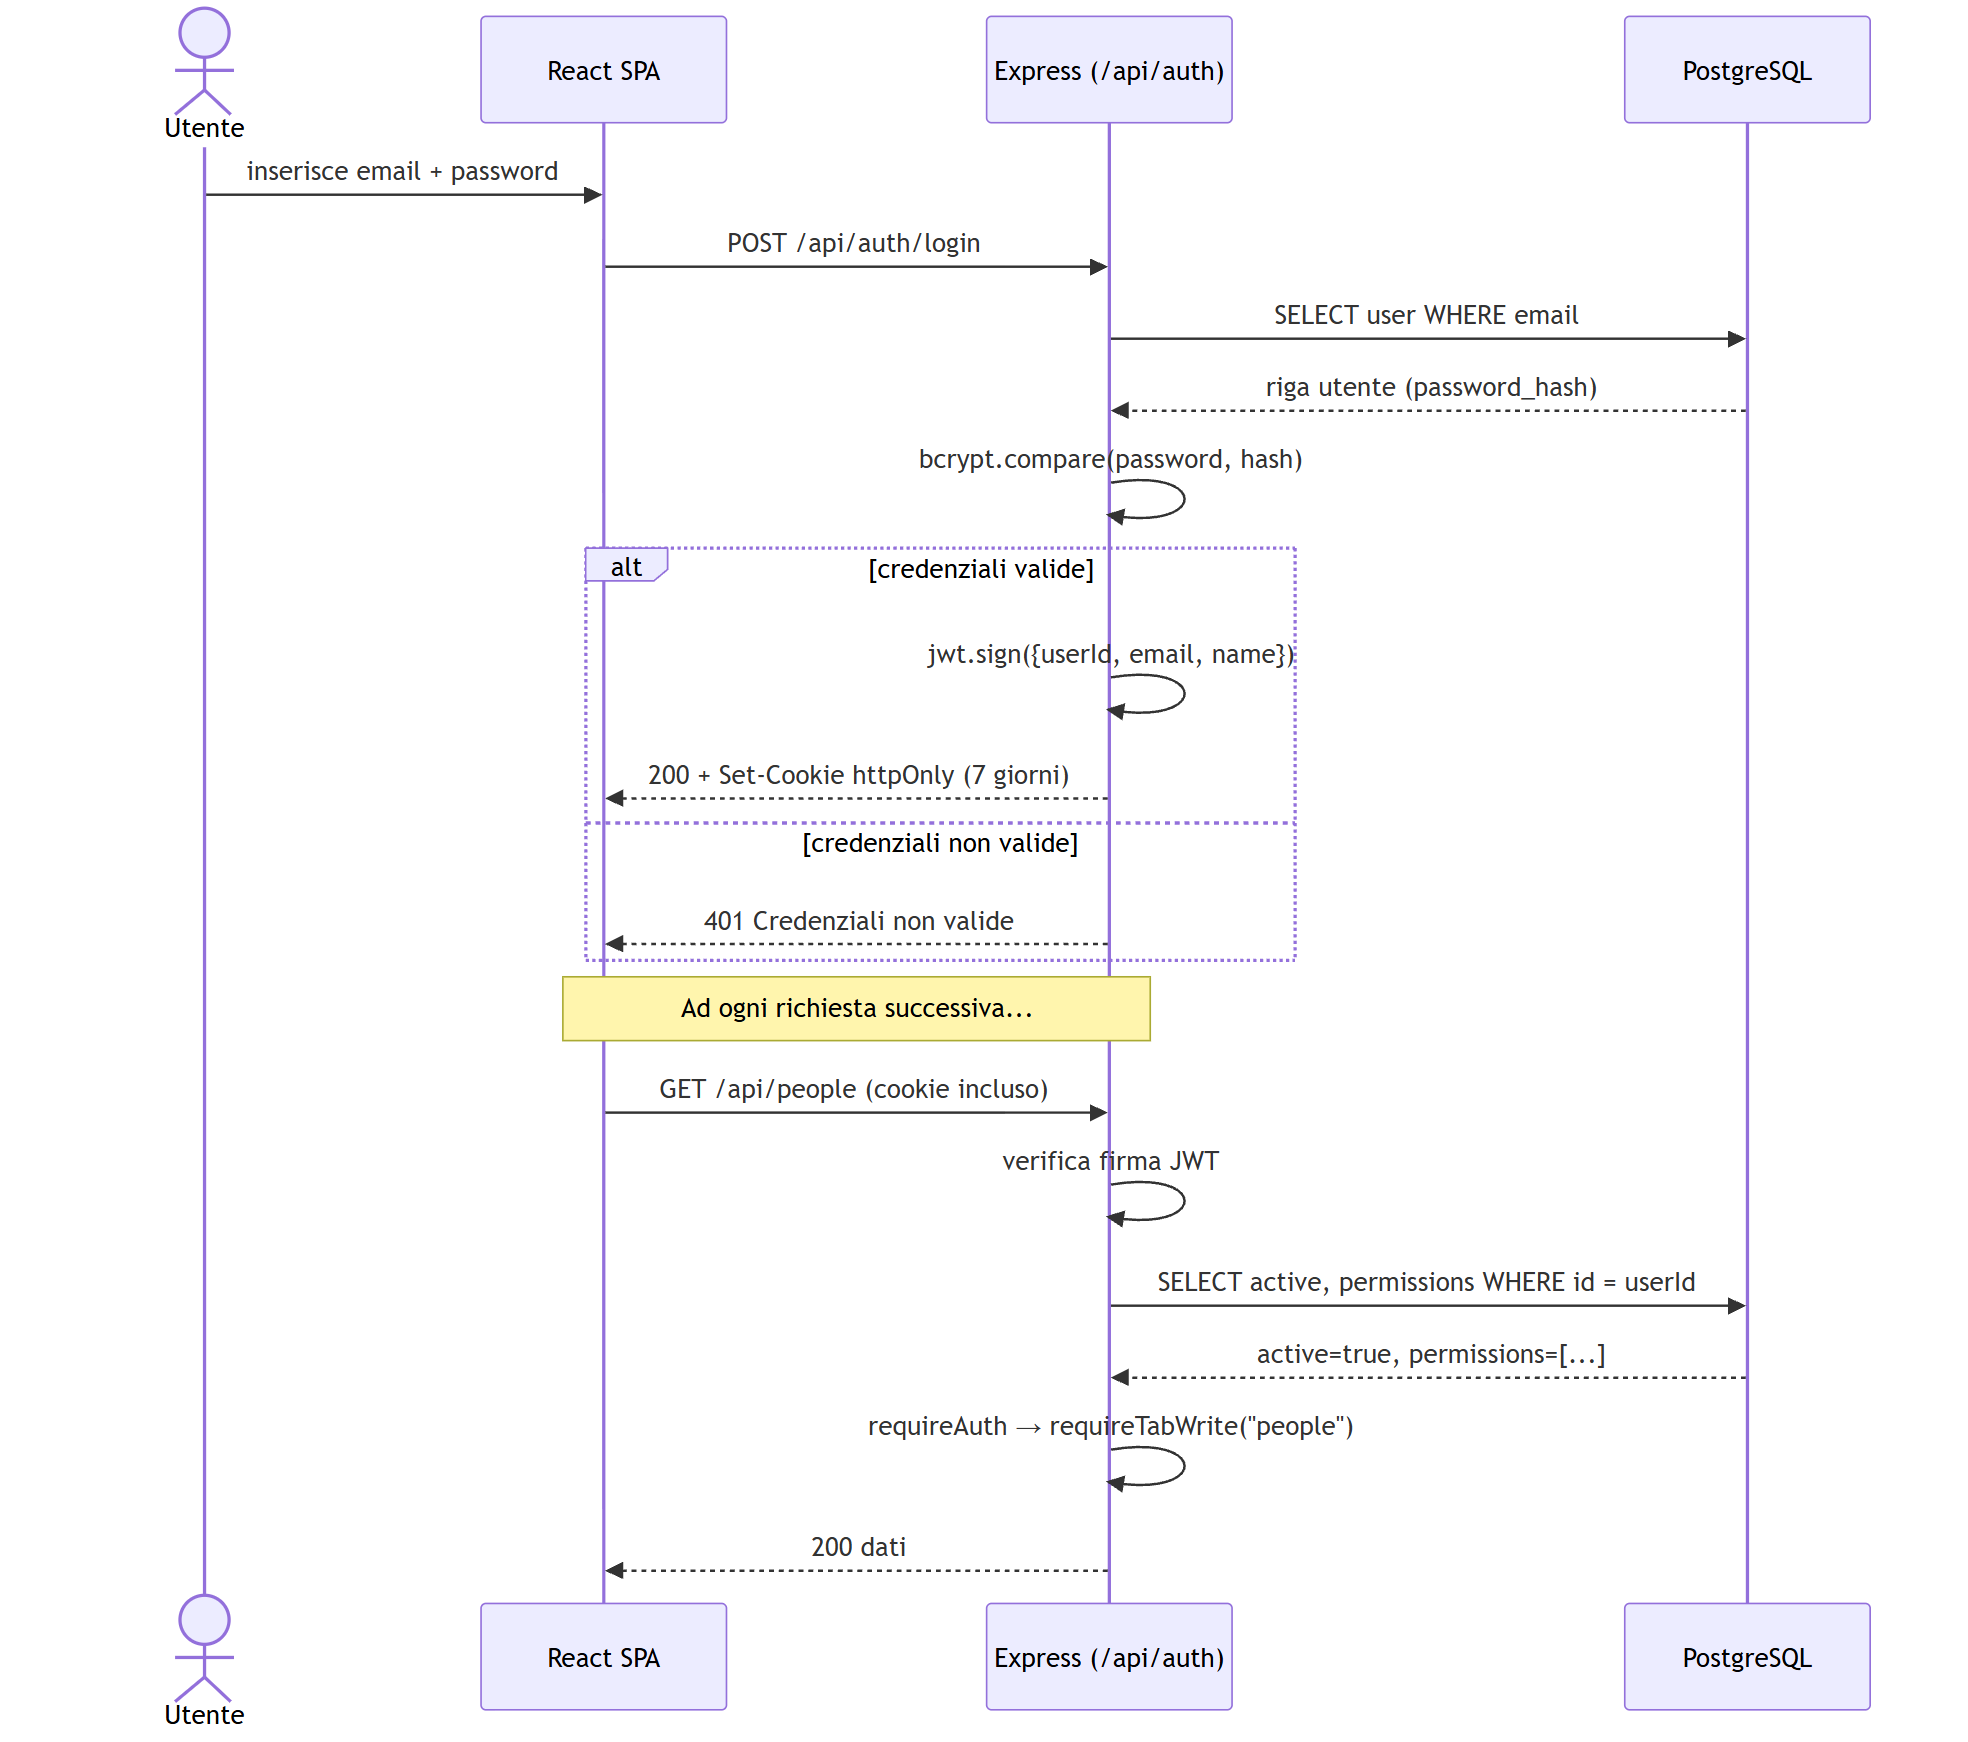 Utente
React SPA
Express (/api/auth)
PostgreSQL
inserisce email + password
POST /api/auth/login
SELECT user WHERE email
riga utente (password_hash)
bcrypt.compare(password, hash)
alt
[credenziali valide]
jwt.sign({userId, email, name})
200 + Set-Cookie httpOnly (7 giorni)
[credenziali non valide]
401 Credenziali non valide
Ad ogni richiesta successiva...
GET /api/people (cookie incluso)
verifica firma JWT
SELECT active, permissions WHERE id = userId
active=true, permissions=[...]
requireAuth → requireTabWrite("people")
200 dati
Utente
React SPA
Express (/api/auth)
PostgreSQL